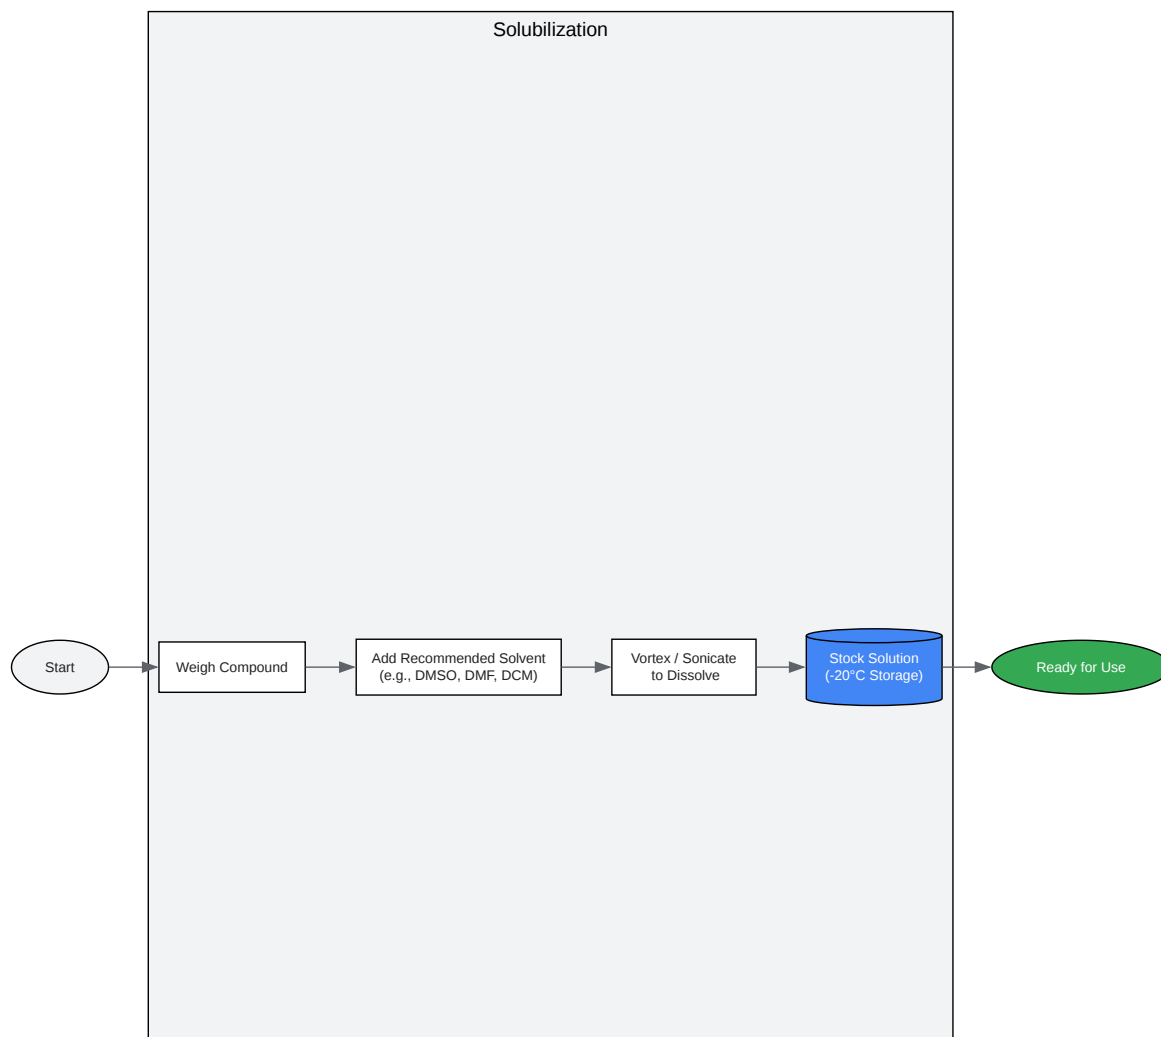 Solubilization
Start
Weigh Compound
Add Recommended Solvent
(e.g., DMSO, DMF, DCM)
Vortex / Sonicate
to Dissolve
Stock Solution
(-20°C Storage)
Ready for Use